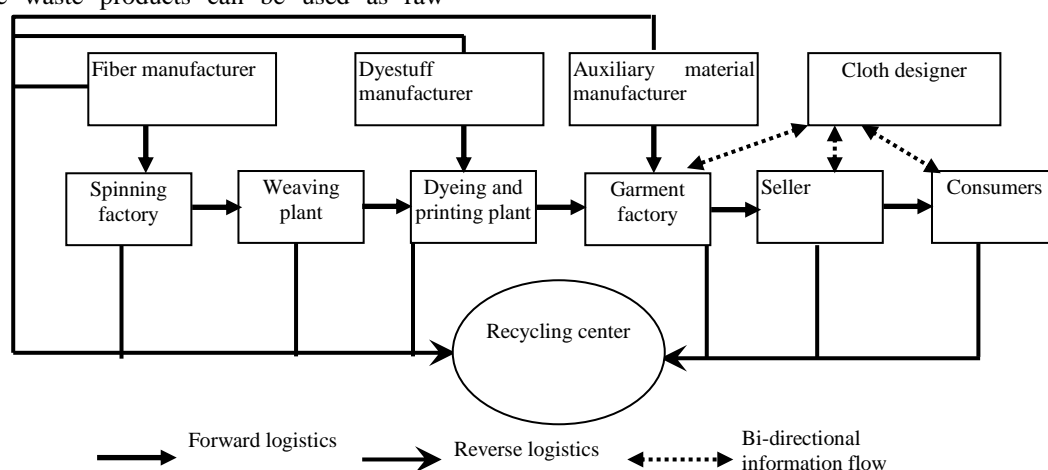 waste products can be used as raw
Fiber manufacturer
Dyestuff
manufacturer
Auxiliary material
manufacturer
Cloth designer
Spinning
factory
Weaving
plant
Dyeing and
printing plant
Garment
factory
Seller
Consumers
Recycling center
Forward logistics
Reverse logistics
Bi-directional
information flow